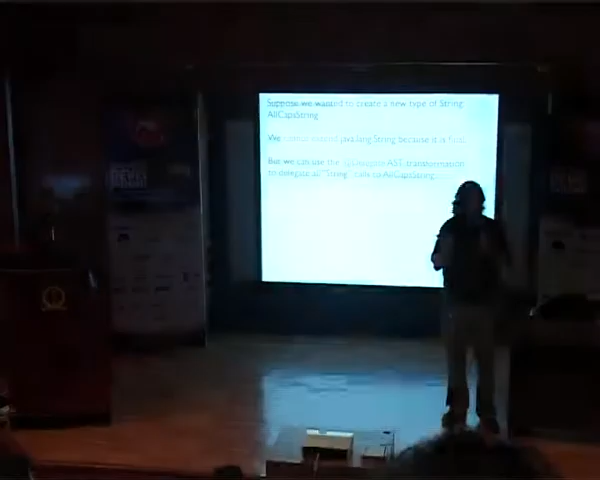 Suppose we wanted to create a new type of String
AllCapsString
We cannot extend java.lang.String because it is final.
But we can use the AST transformation
to delegate all "String" calls to AllCapsString